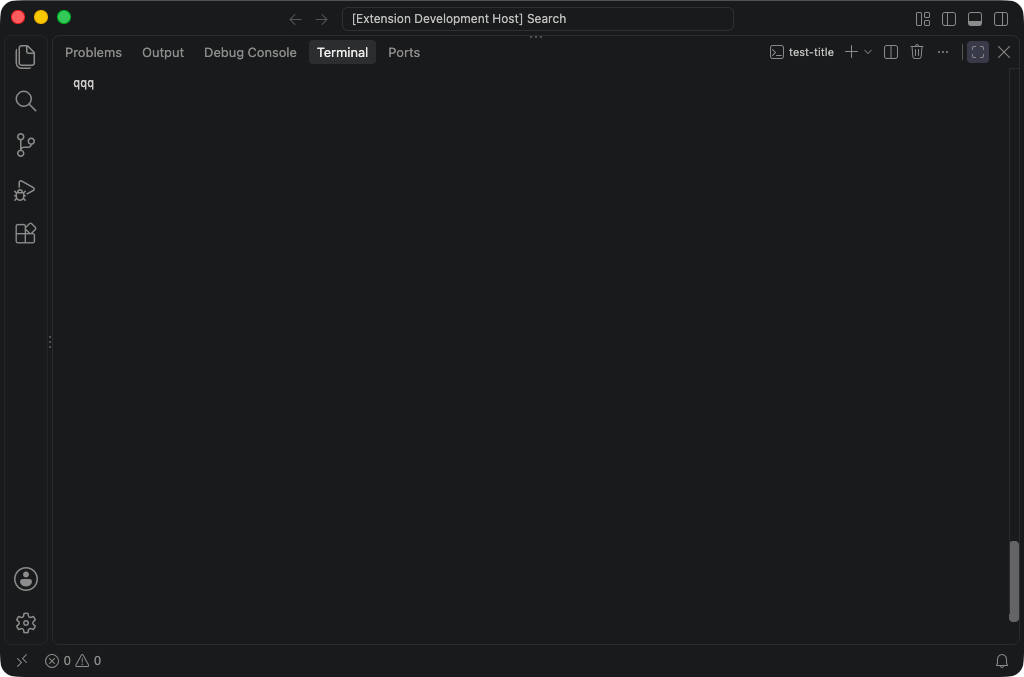 [Extension Development Host] Search
Problems Output Debug Console Terminal Ports test-title
qqq
0 0